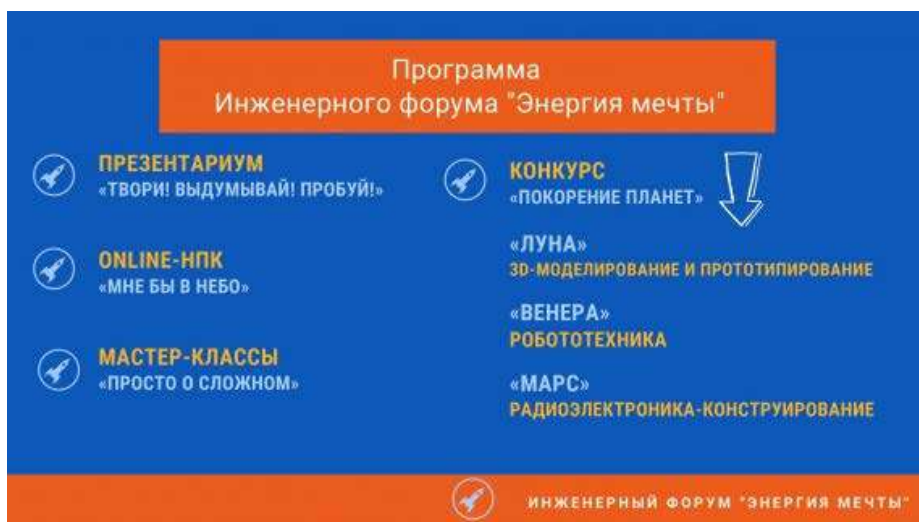 Программа
Инженерного форума "Энергия мечты"
ПРЕЗЕНТАРИУМ
«ТВОРИ! ВЫДУМЫВАЙ! ПРОБУЙ!»
ONLINE-НПК
«МНЕ БЫ В НЕБО»
МАСТЕР-КЛАССЫ
«ПРОСТО О СЛОЖНОМ»
КОНКУРС
«ПОКОРЕНИЕ ПЛАНЕТ»
«ЛУНА»
3D-МОДЕЛИРОВАНИЕ И ПРОТОТИПИРОВАНИЕ
«ВЕНЕРА»
РОБОТОТЕХНИКА
«МАРС»
РАДИОЭЛЕКТРОНИКА-КОНСТРУИРОВАНИЕ
ИНЖЕНЕРНЫЙ ФОРУМ "ЭНЕРГИЯ МЕЧТЫ"